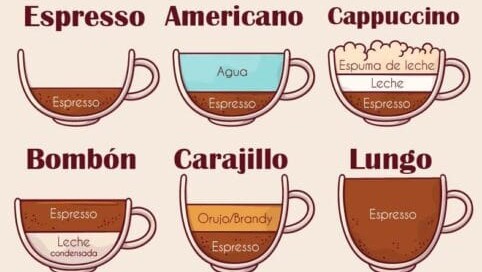 Espresso
Americano
Cappuccino
Espresso
Agua
Espresso
Espuma de leche
Leche
Espresso
Bombón
Carajillo
Lungo
Espresso
Leche
condensada
Orujo/Brandy
Espresso
Espresso